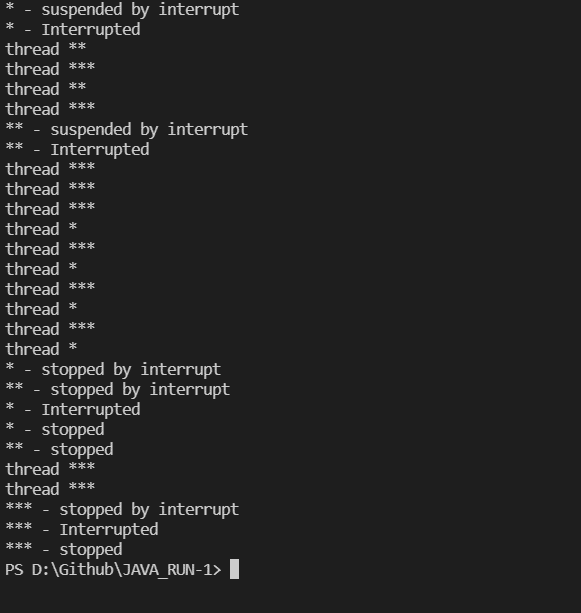 * - suspended by interrupt
* - Interrupted
thread **
thread ***
thread **
thread ***
** - suspended by interrupt
** - Interrupted
thread ***
thread ***
thread ***
thread *
thread ***
thread *
thread ***
thread *
thread ***
thread *
* - stopped by interrupt
** - stopped by interrupt
* - Interrupted
* - stopped
** - stopped
thread ***
thread ***
*** - stopped by interrupt
*** - Interrupted
*** - stopped
PS D:\Github\JAVA_RUN-1>